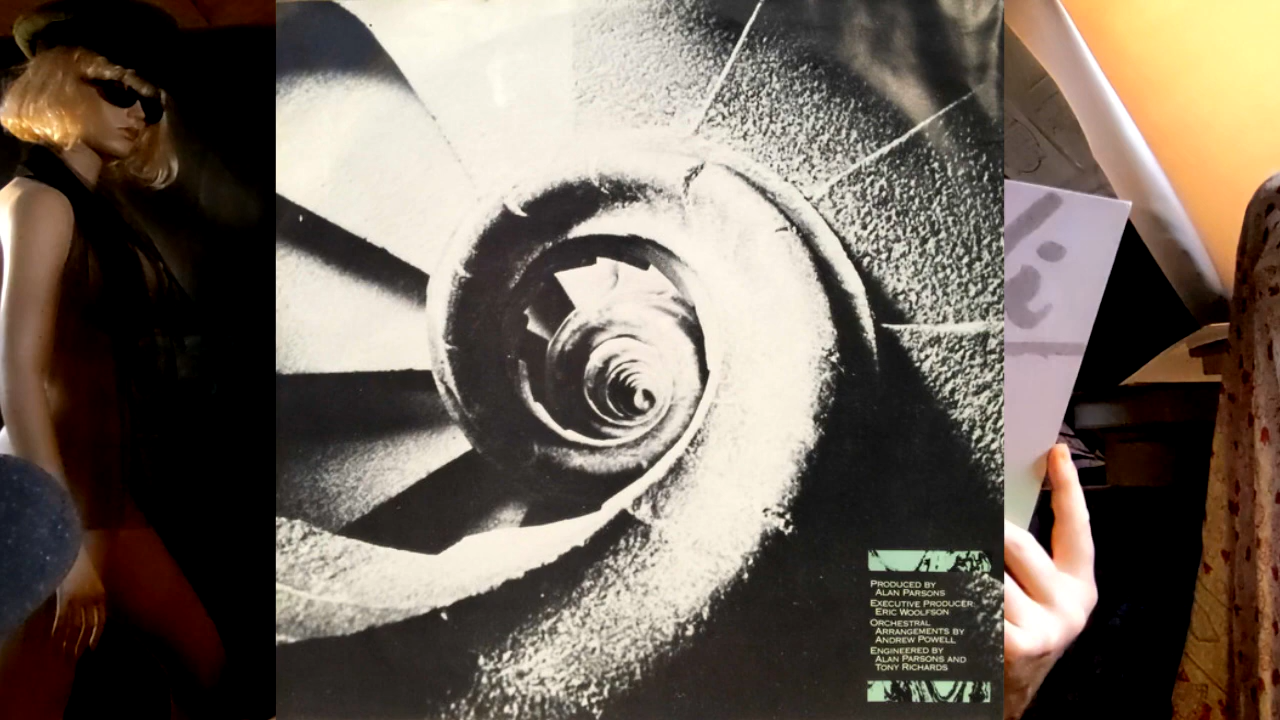 PRODUCED BY
ALAN PARSONS
EXECUTIVE PRODUCER
ERIC WOOLFSON
ORCHESTRAL
ARRANGEMENTS BY
ANDREW POWELL
ENGINEERED BY
ALAN PARSONS AND
TONY RICHARDS